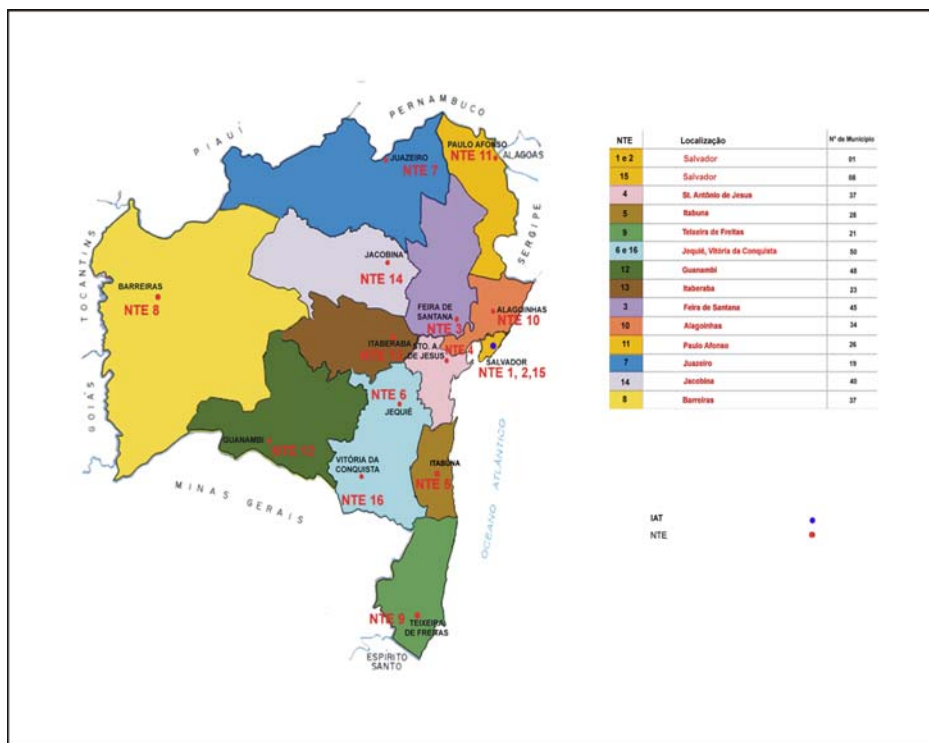 PERNAMBUCO
PIAUÍ
PAULO AFONSO
NTE 11
ALAGOAS
JUAZEIRO
NTE 7
SERGIPE
TOCANTINS
JACOBINA
NTE 14
BARREIRAS
NTE 8
FEIRA DE
SANTANA
NTE 3
ALAGOINHAS
NTE 10
ITABERABA
STO. A.
DE JESUS
NTE 4
SALVADOR
NTE 1, 2,15
GOIÁS
NTE 6
JEQUIÉ
GUANAMBI
VITÓRIA DA
CONQUISTA
NTE 16
ITABUNA
NTE 5
MINAS GERAIS
OCEANO ATLÂNTICO
NTE 9
TEIXEIRA
DE FREITAS
ESPÍRITO
SANTO
NTE Localização Nº de Município
1 e 2 Salvador 01
15 Salvador 08
4 St. Antônio de Jesus 37
5 Itabuna 28
9 Teixeira de Freitas 21
6 e 16 Jequié, Vitória da Conquista 50
12 Guanambi 48
13 Itaberaba 23
3 Feira de Santana 45
10 Alagoinhas 34
11 Paulo Afonso 26
7 Juazeiro 19
14 Jacobina 40
8 Barreiras 37
IAT
NTE